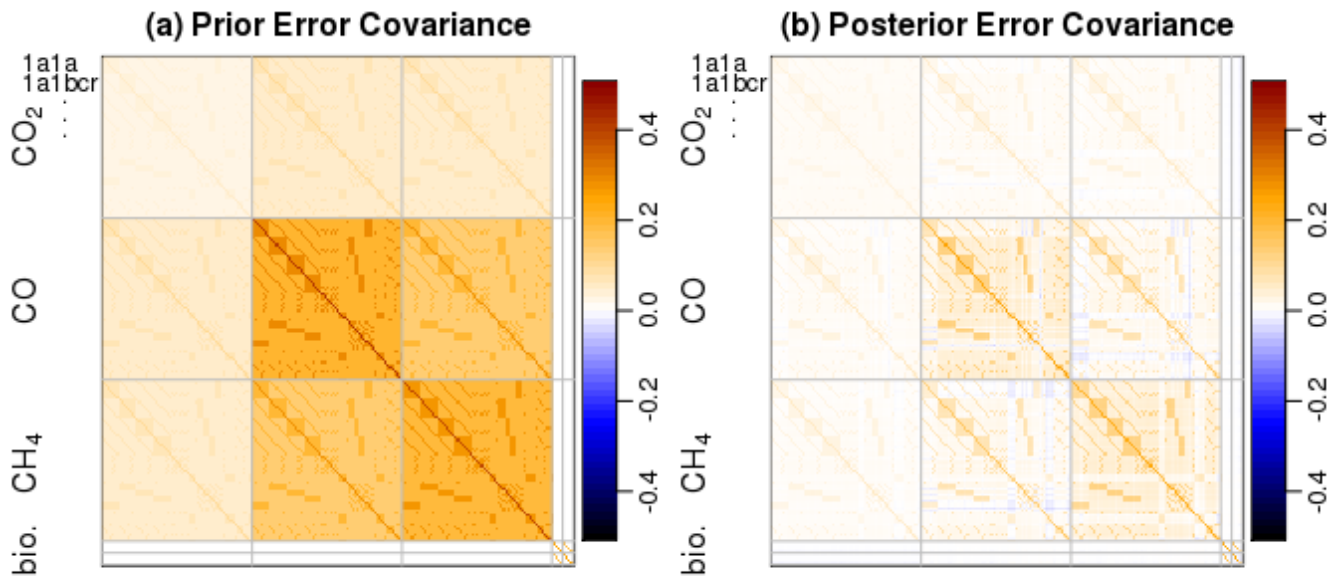 (a) Prior Error Covariance
1a1a
1a1bcr
.
.
.
CO2
CO
CH4
bio.
0.4
0.2
0.0
-0.2
-0.4
(b) Posterior Error Covariance
1a1a
1a1bcr
.
.
.
CO2
CO
CH4
bio.
0.4
0.2
0.0
-0.2
-0.4